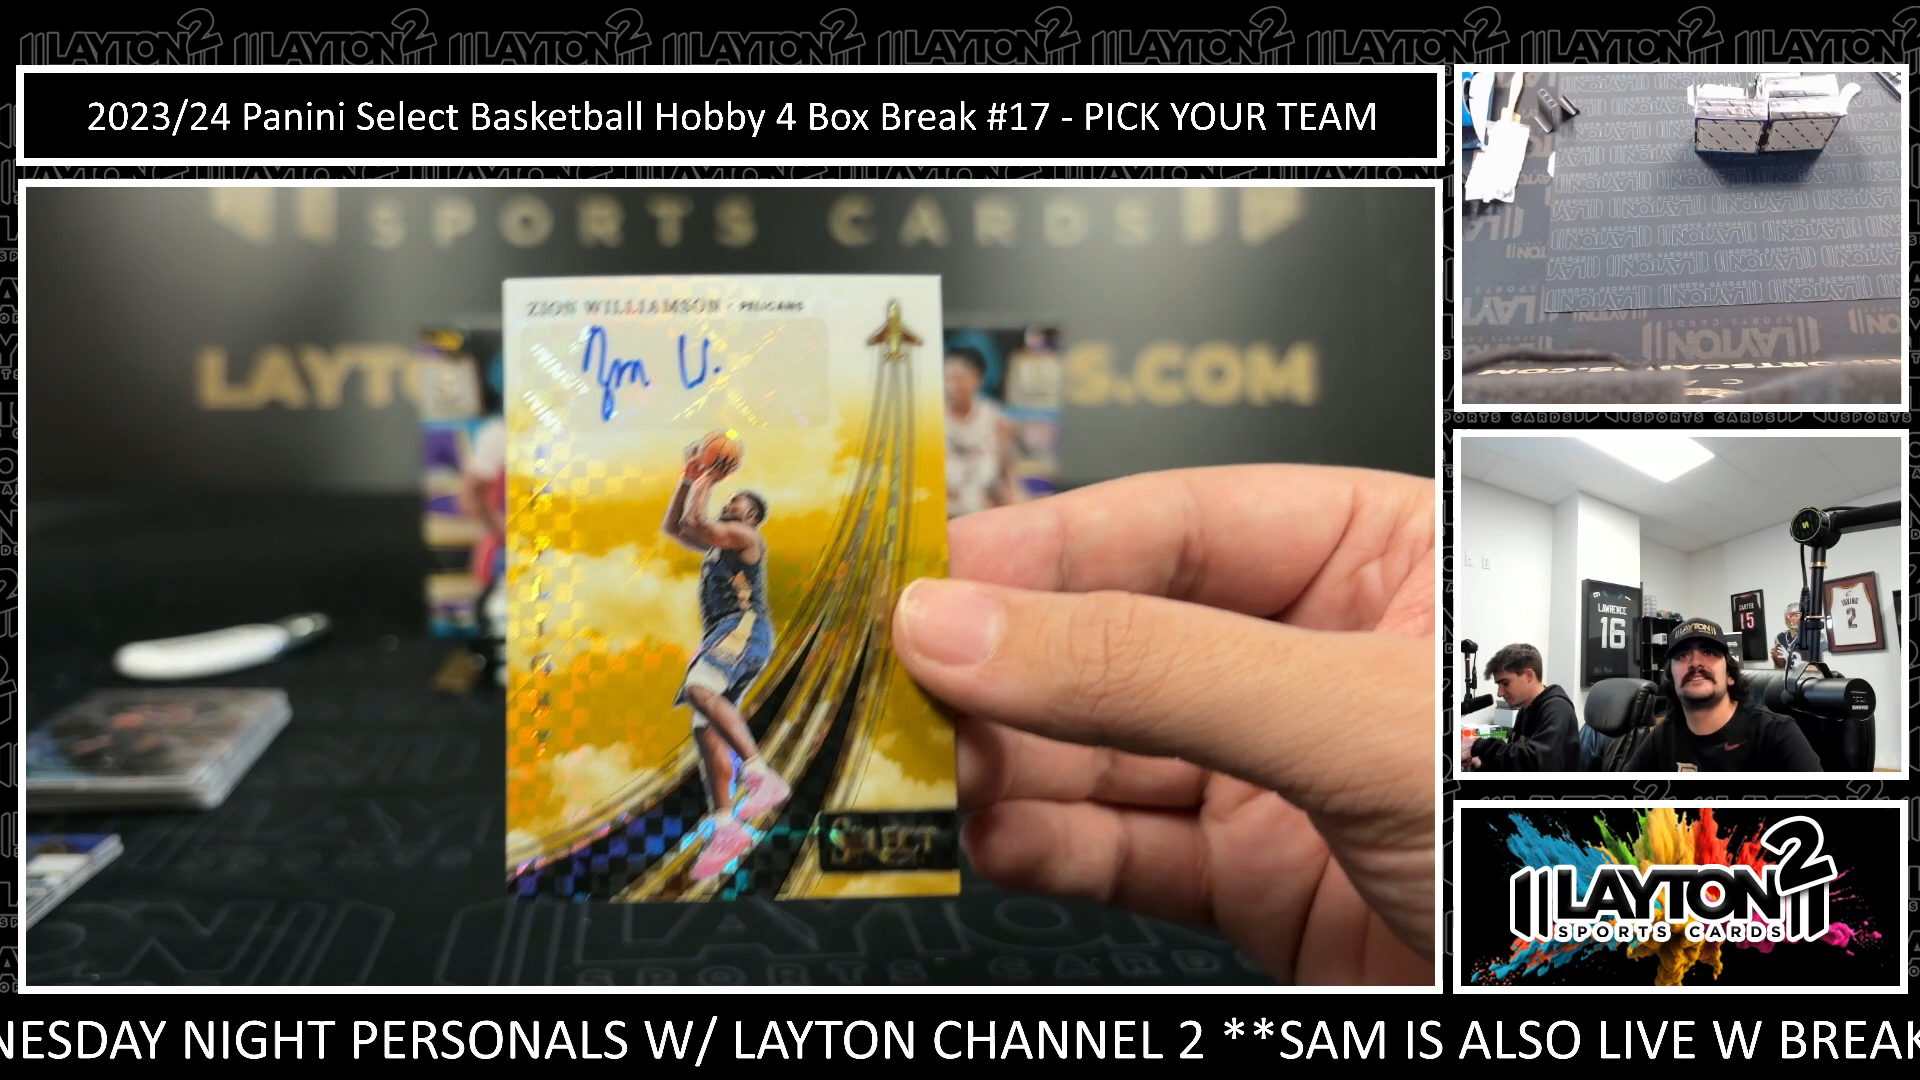 2023/24 Panini Select Basketball Hobby 4 Box Break #17 - PICK YOUR TEAM
SPORTS CARDS
LAYTO
S.COM
ZION WILLIAMSON · PELICANS
SELECT
LAWRENCE
16
CARTER
15
IRVING
2
LAYTON 2
SPORTS CARDS
NESDAY NIGHT PERSONALS W/ LAYTON CHANNEL 2 **SAM IS ALSO LIVE W BREAK